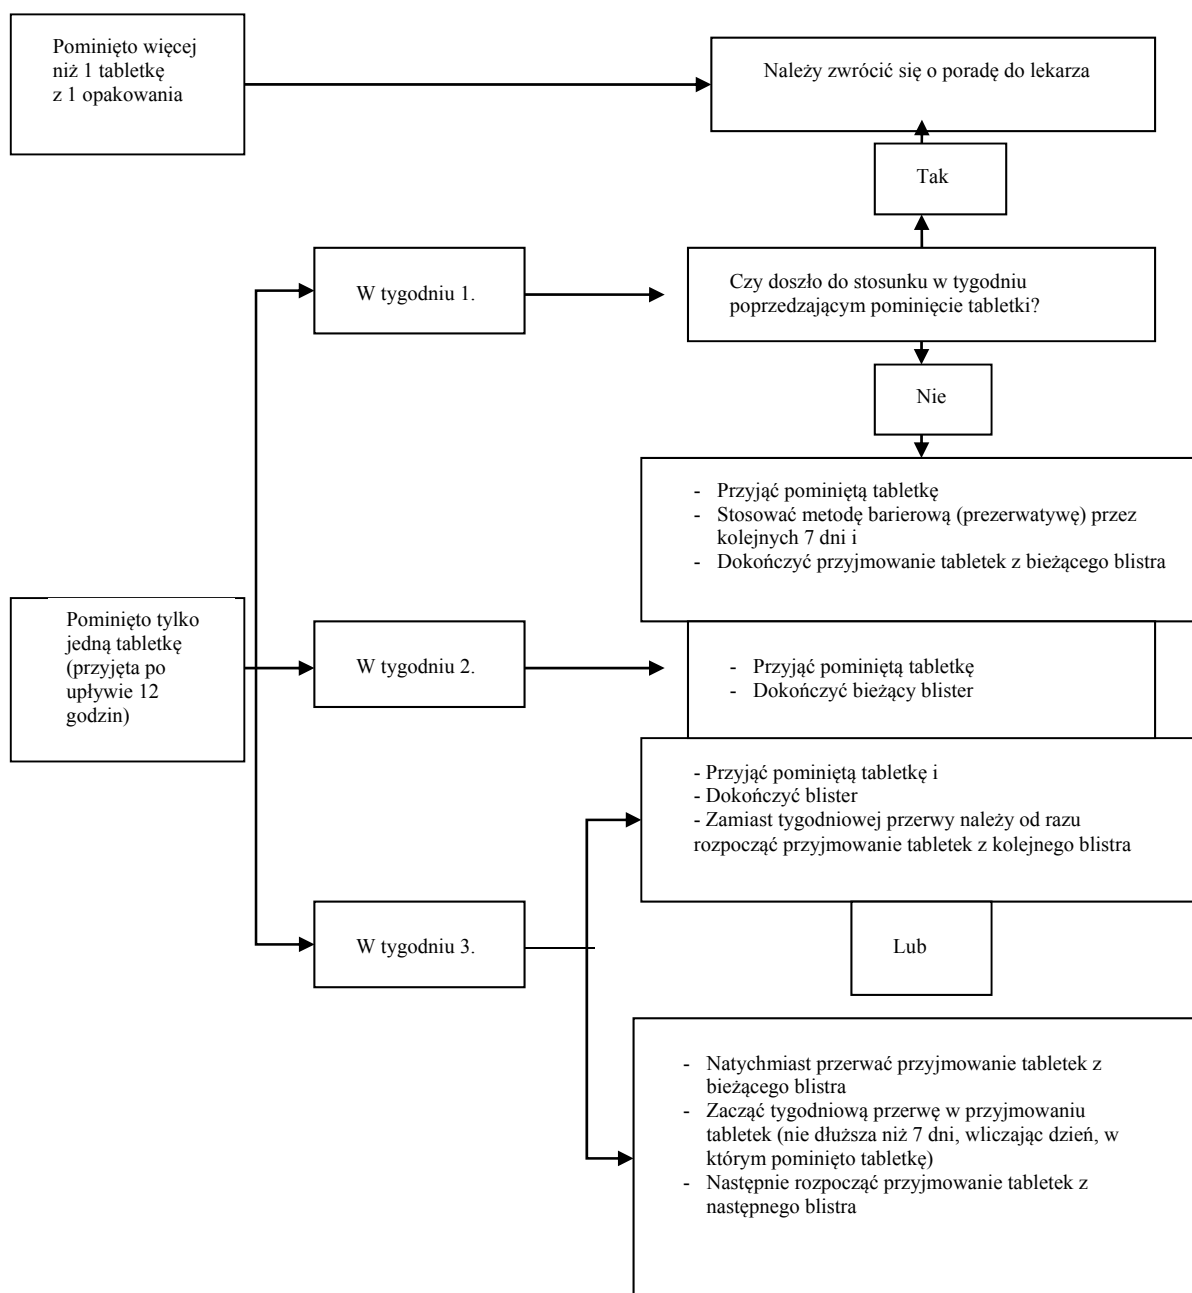 Pominięto więcej
niż 1 tabletkę
z 1 opakowania
Należy zwrócić się o poradę do lekarza
Tak
W tygodniu 1.
Czy doszło do stosunku w tygodniu
poprzedzającym pominięcie tabletki?
Nie
- Przyjąć pominiętą tabletkę
- Stosować metodę barierową (prezerwatywę) przez
kolejnych 7 dni i
- Dokończyć przyjmowanie tabletek z bieżącego blistra
Pominięto tylko
jedną tabletkę
(przyjęta po
upływie 12
godzin)
W tygodniu 2.
- Przyjąć pominiętą tabletkę
- Dokończyć bieżący blister
- Przyjąć pominiętą tabletkę i
- Dokończyć blister
- Zamiast tygodniowej przerwy należy od razu
rozpocząć przyjmowanie tabletek z kolejnego blistra
W tygodniu 3.
Lub
- Natychmiast przerwać przyjmowanie tabletek z
bieżącego blistra
- Zacząć tygodniową przerwę w przyjmowaniu
tabletek (nie dłuższa niż 7 dni, wliczając dzień, w
którym pominięto tabletkę)
- Następnie rozpocząć przyjmowanie tabletek z
następnego blistra